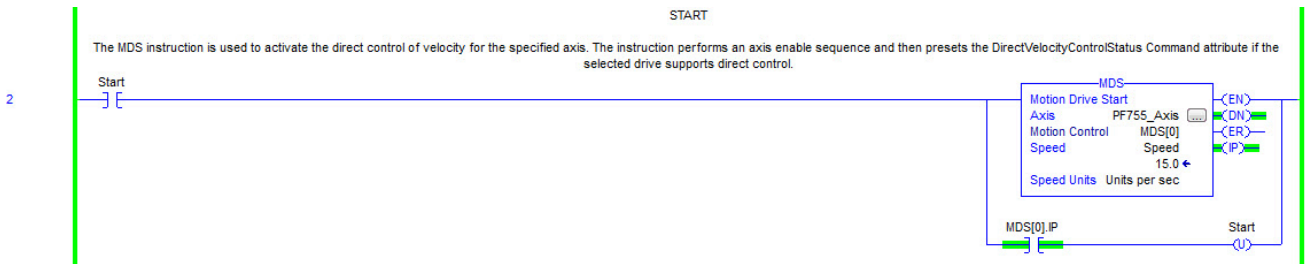 START
The MDS instruction is used to activate the direct control of velocity for the specified axis. The instruction performs an axis enable sequence and then presets the DirectVelocityControlStatus Command attribute if the
selected drive supports direct control.
Start
MDS
2
Motion Drive Start
(EN)
Axis PF755_Axis ...
(DN)
Motion Control MDS[0]
(ER)
Speed Speed
(IP)
15.0
Speed Units Units per sec
MDS[0].IP
Start
(U)